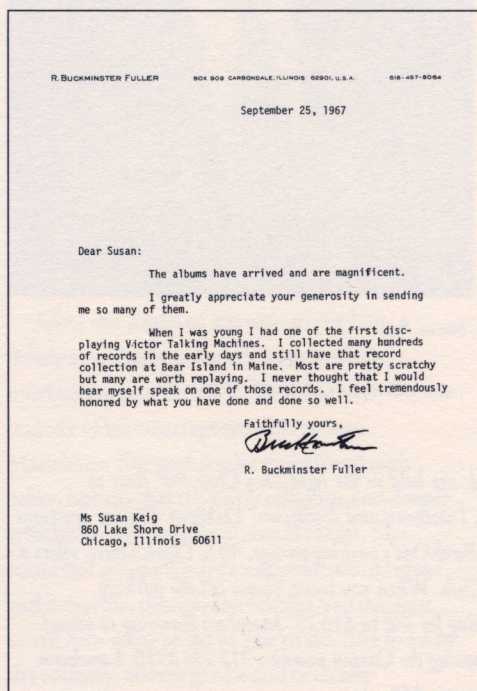 R. BUCKMINSTER FULLER BOX 909 CARBONDALE, ILLINOIS 62901, U.S.A. 618-457-8064
September 25, 1967
Dear Susan:
The albums have arrived and are magnificent.
I greatly appreciate your generosity in sending
me so many of them.
When I was young I had one of the first disc-
playing Victor Talking Machines. I collected many hundreds
of records in the early days and still have that record
collection at Bear Island in Maine. Most are pretty scratchy
but many are worth replaying. I never thought that I would
hear myself speak on one of those records. I feel tremendously
honored by what you have done and done so well.
Faithfully yours,
R. Buckminster Fuller
Ms Susan Keig
860 Lake Shore Drive
Chicago, Illinois 60611